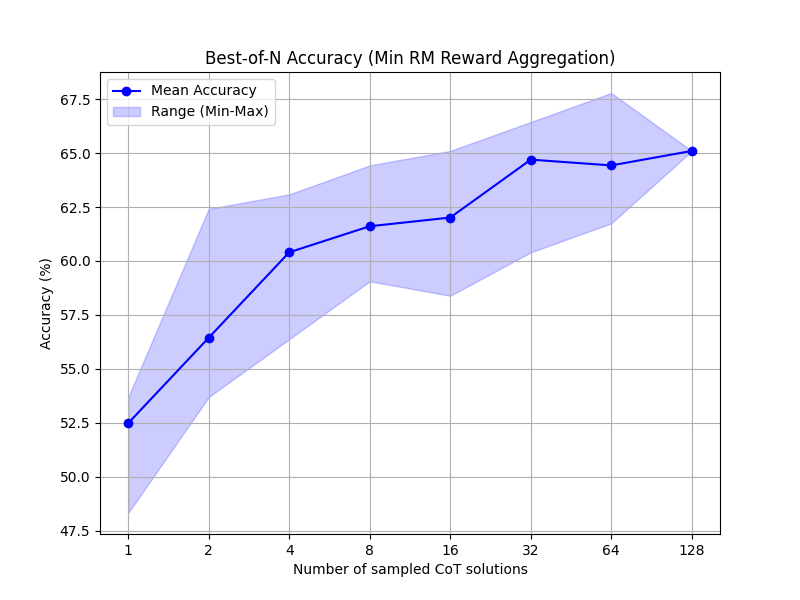 Best-of-N Accuracy (Min RM Reward Aggregation)
Mean Accuracy
Range (Min-Max)
Accuracy (%)
67.5
65.0
62.5
60.0
57.5
55.0
52.5
50.0
47.5
1 2 4 8 16 32 64 128
Number of sampled CoT solutions